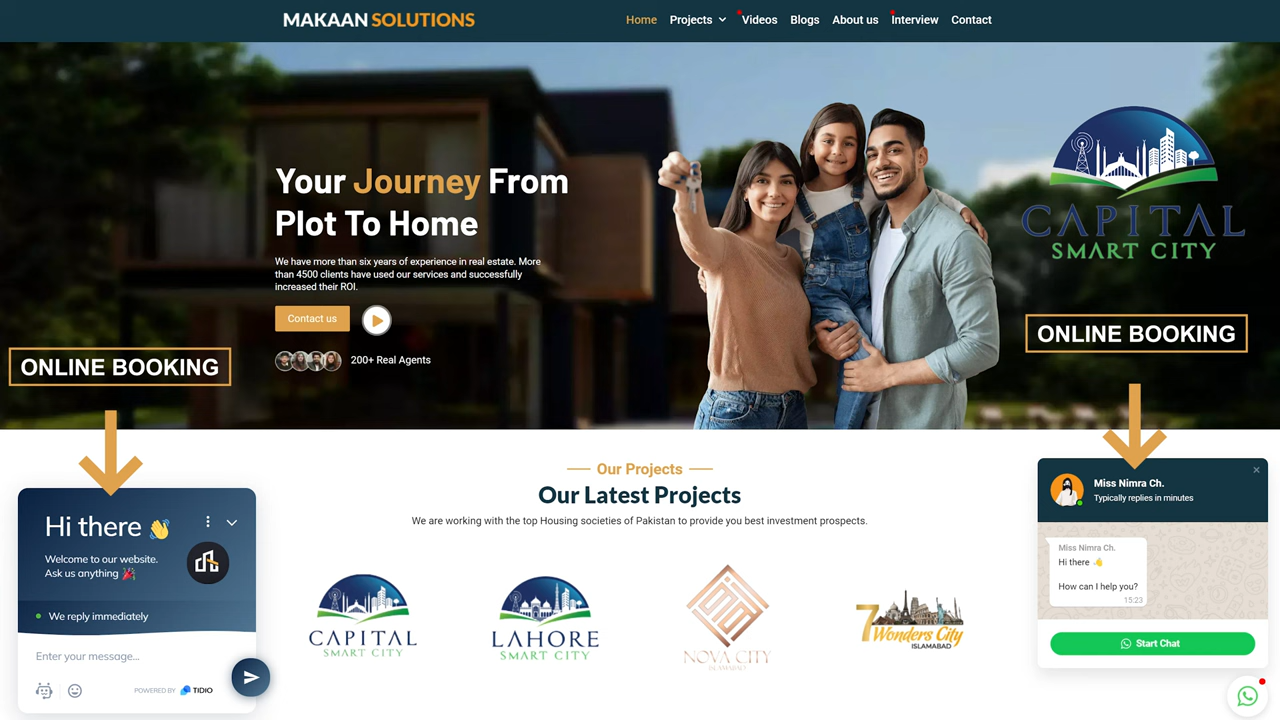 MAKAAN SOLUTIONS
Home Projects Videos Blogs About us Interview Contact
CAPITAL
SMART CITY
Your Journey From
Plot To Home
We have more than six years of experience in real estate. More
than 4500 clients have used our services and successfully
increased their ROI.
Contact us
200+ Real Agents
ONLINE BOOKING
ONLINE BOOKING
Our Projects
Our Latest Projects
We are working with the top Housing societies of Pakistan to provide you best investment prospects.
CAPITAL
SMART CITY
LAHORE
SMART CITY
NOVA CITY
ISLAMABAD
7 Wonders City
ISLAMABAD
Hi there 👋
Welcome to our website.
Ask us anything 🎉
We reply immediately
Enter your message...
POWERED BY TIDIO
Miss Nimra Ch.
Typically replies in minutes
Miss Nimra Ch.
Hi there 👋
How can I help you?
15:23
Start Chat